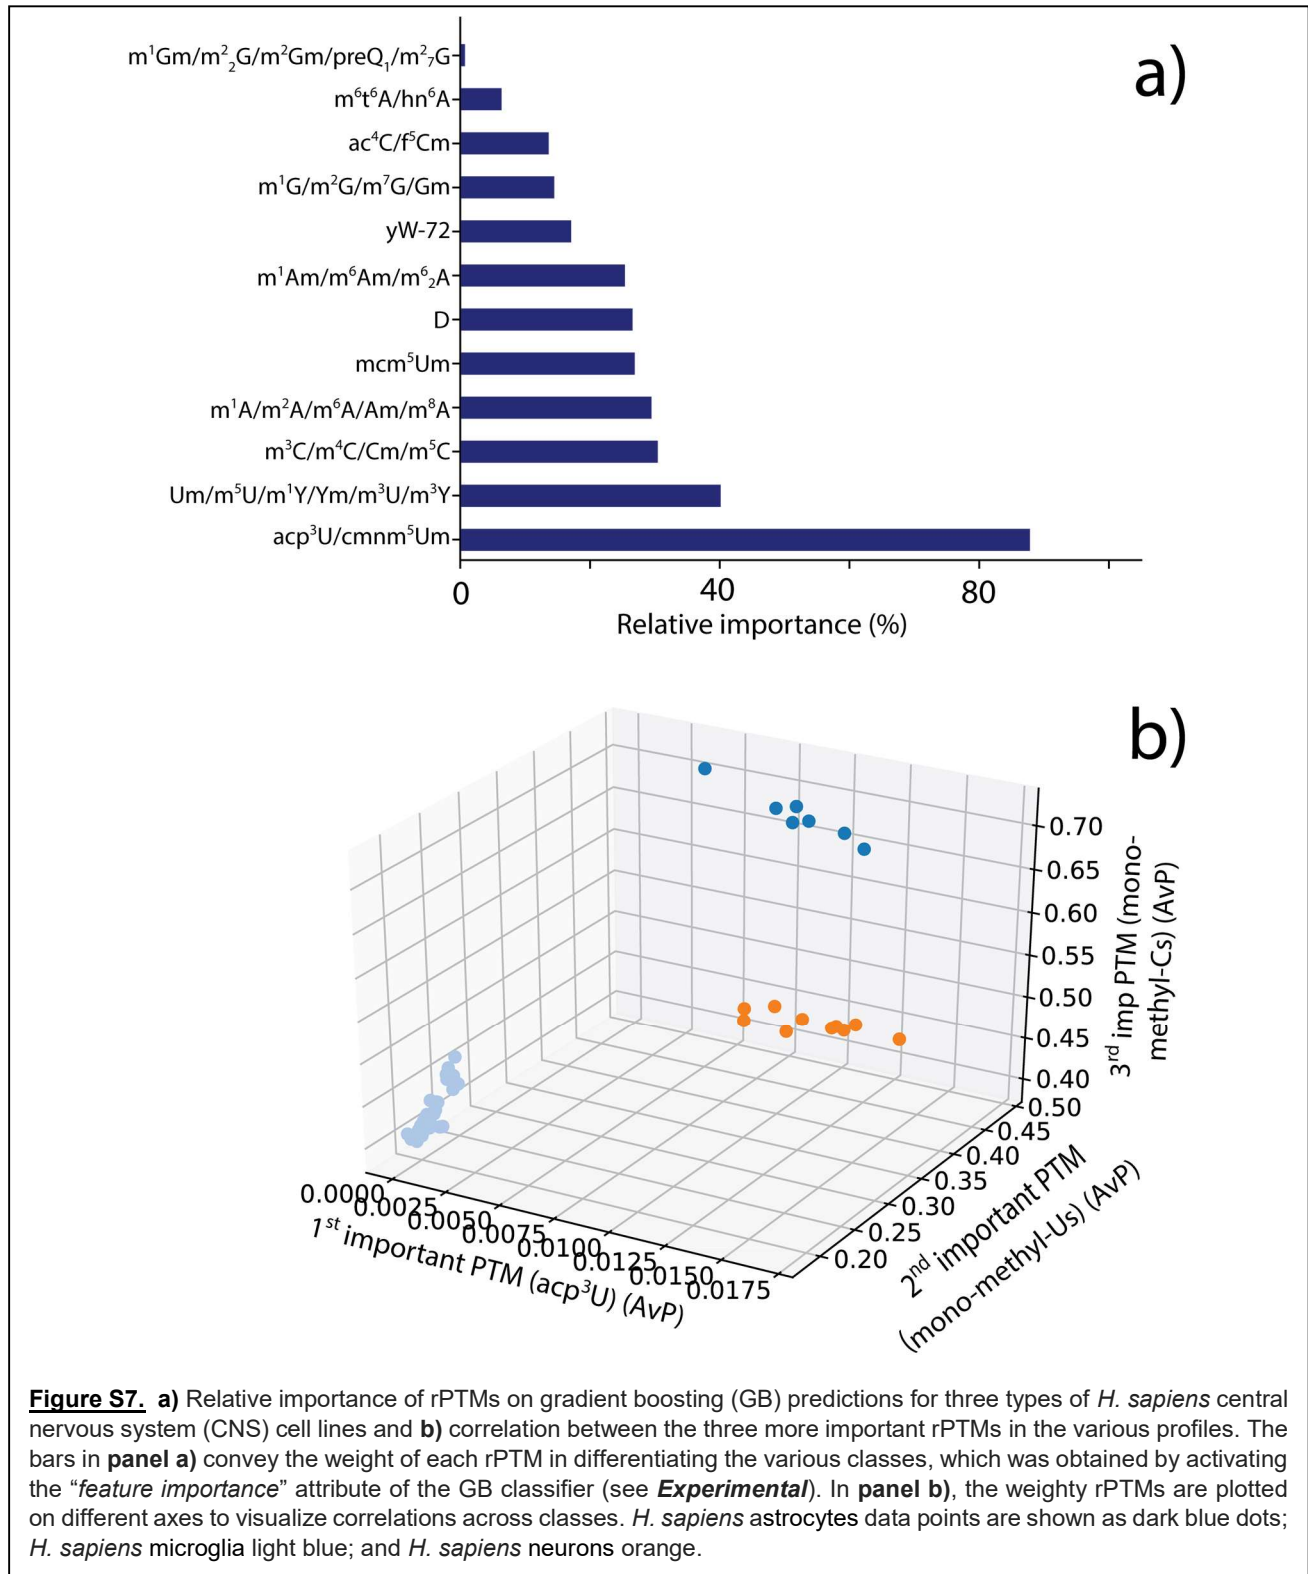 a)
m¹Gm/m²₂G/m²Gm/preQ₁/m²₇G
m⁶t⁶A/hn⁶A
ac⁴C/f⁵Cm
m¹G/m²G/m⁷G/Gm
yW-72
m¹Am/m⁶Am/m⁶₂A
D
mcm⁵Um
m¹A/m²A/m⁶A/Am/m⁸A
m³C/m⁴C/Cm/m⁵C
Um/m⁵U/m¹Y/Ym/m³U/m³Y
acp³U/cmnm⁵Um
0 40 80
Relative importance (%)
b)
0.70
0.65
0.60
0.55
0.50
0.45
0.40
3ʳᵈ imp PTM (mono-
methyl-Cs) (AvP)
0.50
0.45
0.40
0.35
0.30
0.25
0.20
2ⁿᵈ important PTM
(mono-methyl-Us) (AvP)
0.0000
0.0025
0.0050
0.0075
0.0100
0.0125
0.0150
0.0175
1ˢᵗ important PTM (acp³U) (AvP)
Figure S7. a) Relative importance of rPTMs on gradient boosting (GB) predictions for three types of H. sapiens central
nervous system (CNS) cell lines and b) correlation between the three more important rPTMs in the various profiles. The
bars in panel a) convey the weight of each rPTM in differentiating the various classes, which was obtained by activating
the “feature importance” attribute of the GB classifier (see Experimental). In panel b), the weighty rPTMs are plotted
on different axes to visualize correlations across classes. H. sapiens astrocytes data points are shown as dark blue dots;
H. sapiens microglia light blue; and H. sapiens neurons orange.